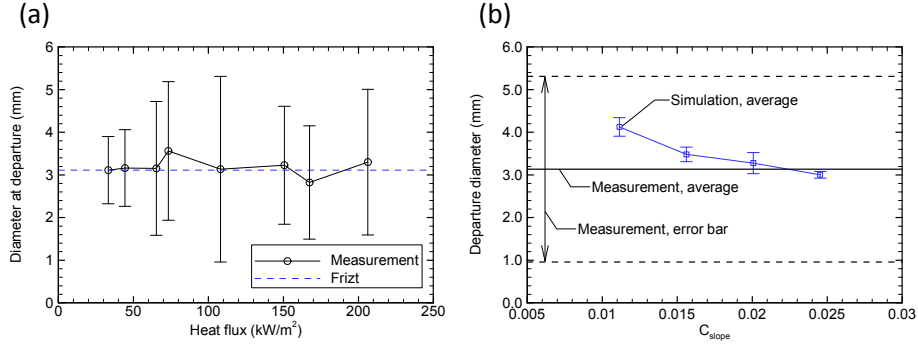 (a)
6
5
4
3
2
1
0
0 50 100 150 200 250
Diameter at departure (mm)
Heat flux (kW/m²)
Measurement
Frizt
(b)
6.0
5.0
4.0
3.0
2.0
1.0
0.0
0.005 0.010 0.015 0.020 0.025 0.03
Departure diameter (mm)
C_slope
Simulation, average
Measurement, average
Measurement, error bar